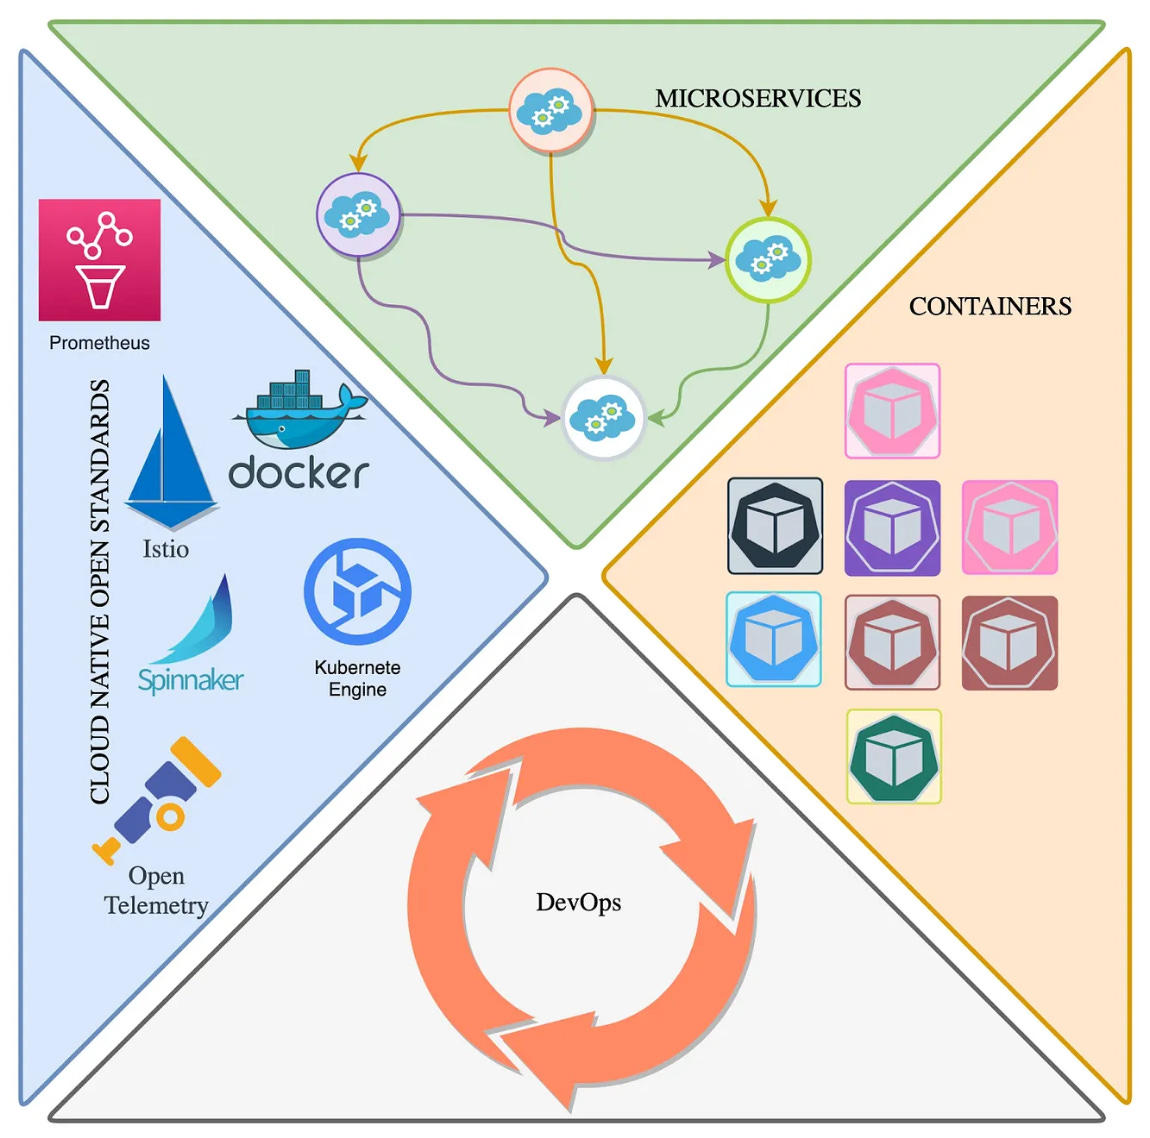 MICROSERVICES
CONTAINERS
Prometheus
CLOUD NATIVE OPEN STANDARDS
docker
Istio
Spinnaker
Kubernete
Engine
Open
Telemetry
DevOps